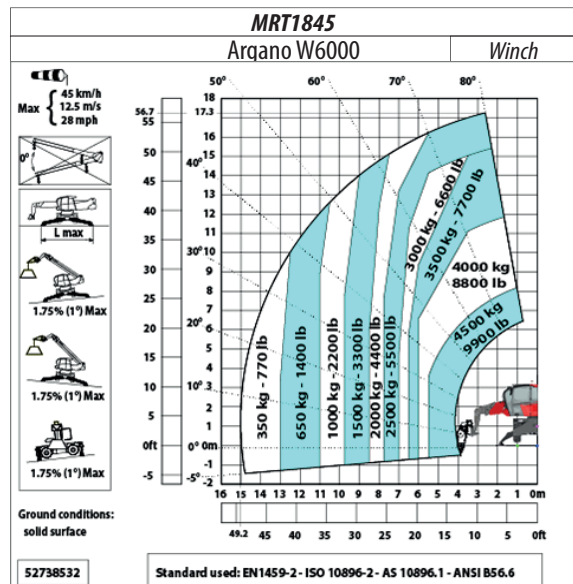 MRT1845
Argano W6000
Winch
Max
45 km/h
12.5 m/s
28 mph
0°
L max
1.75% (1°) Max
1.75% (1°) Max
1.75% (1°) Max
Ground conditions:
solid surface
52738532
50° 60° 70° 80°
40°
30°
20°
10°
0°
-5°
56.7
55
50
45
40
35
30
25
20
15
10
5
0ft
-5
18
17.3
16
15
14
13
12
11
10
9
8
7
6
5
4
3
2
1
0m
-1
-2
350 kg - 770 lb
650 kg - 1400 lb
1000 kg -2200 lb
1500 kg - 3300 lb
2000 kg - 4400 lb
2500 kg - 5500 lb
3000 kg - 6600 lb
3500 kg - 7700 lb
4000 kg
8800 lb
4500 kg
9900 lb
16 15 14 13 12 11 10 9 8 7 6 5 4 3 2 1 0m
49.2 45 40 35 30 25 20 15 10 5 0ft
Standard used: EN1459-2 - ISO 10896-2 - AS 10896.1 - ANSI B56.6